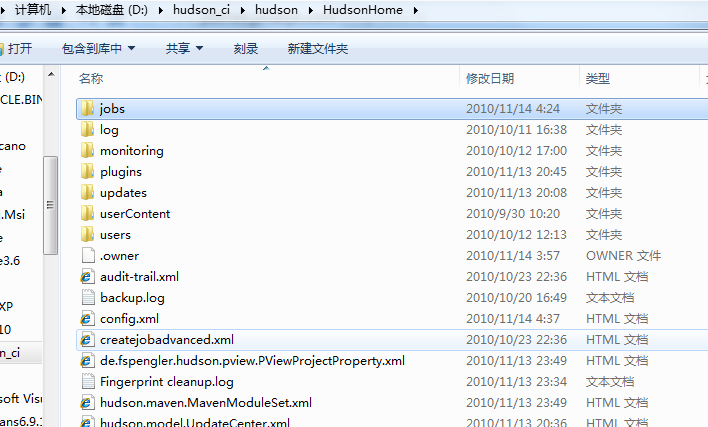 计算机 ▸ 本地磁盘 (D:) ▸ hudson_ci ▸ hudson ▸ HudsonHome ▸
打开 包含到库中 共享 刻录 新建文件夹
名称 修改日期 类型
(D:)
CLE.BIN
cano
e
a
.Msi
e
e3.6
XP
10
n_ci
soft Visu
ans6.9.
jobs 2010/11/14 4:24 文件夹
log 2010/10/11 16:38 文件夹
monitoring 2010/10/12 17:00 文件夹
plugins 2010/11/13 20:45 文件夹
updates 2010/11/13 20:08 文件夹
userContent 2010/9/30 10:20 文件夹
users 2010/10/12 12:13 文件夹
.owner 2010/11/14 3:57 OWNER 文件
audit-trail.xml 2010/10/23 22:36 HTML 文档
backup.log 2010/10/20 16:49 文本文档
config.xml 2010/11/14 4:37 HTML 文档
createjobadvanced.xml 2010/10/23 22:36 HTML 文档
de.fspengler.hudson.pview.PViewProjectProperty.xml 2010/11/13 23:49 HTML 文档
Fingerprint cleanup.log 2010/11/13 23:34 文本文档
hudson.maven.MavenModuleSet.xml 2010/11/13 23:49 HTML 文档
hudson.model.UpdateCenter.xml 2010/11/13 20:36 HTML 文档